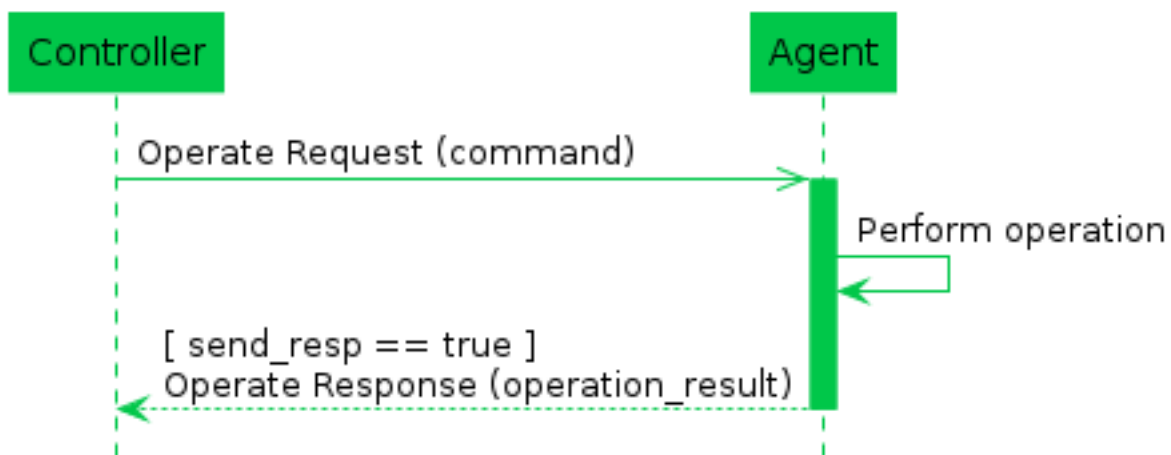 Controller
Agent
Operate Request (command)
Perform operation
[ send_resp == true ]
Operate Response (operation_result)